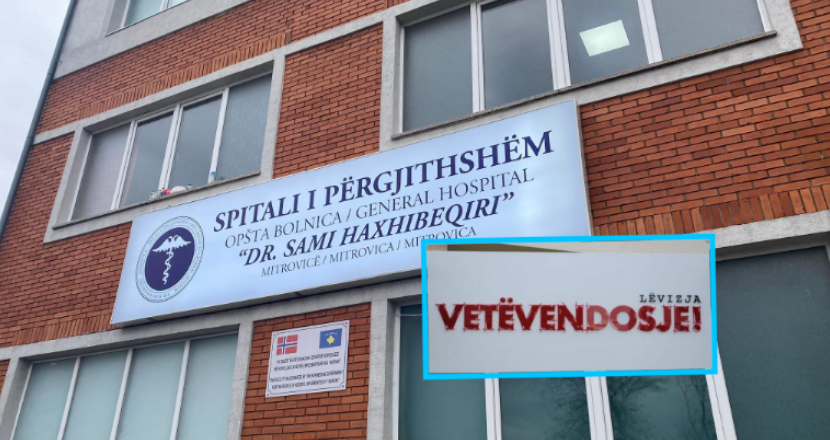 SPITALI I PËRGJITHSHËM
OPŠTA BOLNICA / GENERAL HOSPITAL
"DR. SAMI HAXHIBEQIRI"
MITROVICË / MITROVICA / MITROVICA
LËVIZJA
VETËVENDOSJE!